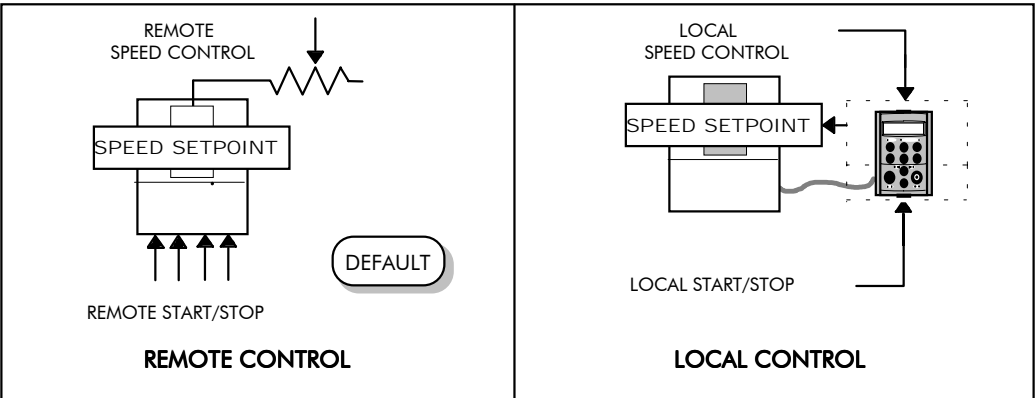 REMOTE
SPEED CONTROL
SPEED SETPOINT
DEFAULT
REMOTE START/STOP
REMOTE CONTROL
LOCAL
SPEED CONTROL
SPEED SETPOINT
LOCAL START/STOP
LOCAL CONTROL